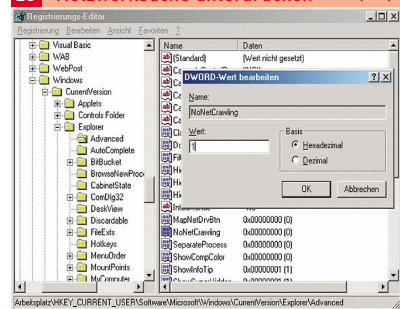 Registrierungs-Editor
Registrierung Bearbeiten Ansicht Favoriten ?
Visual Basic
WAB
WebPost
Windows
CurrentVersion
Applets
Controls Folder
Explorer
Advanced
AutoComplete
BitBucket
BrowseNewProc
CabinetState
ComDlg32
DeskView
Discardable
FileExts
Hotkeys
MenuOrder
MountPoints
MyComputer
Name Daten
(Standard) (Wert nicht gesetzt)
DWORD-Wert bearbeiten
Name:
NoNetCrawling
Wert:
1
Basis
Hexadezimal
Dezimal
OK Abbrechen
MapNetDrvBtn 0x00000000 (0)
NoNetCrawling 0x00000000 (0)
SeparateProcess 0x00000000 (0)
ShowCompColor 0x00000000 (0)
ShowInfoTip 0x00000001 (1)
Arbeitsplatz\HKEY_CURRENT_USER\Software\Microsoft\Windows\CurrentVersion\Explorer\Advanced